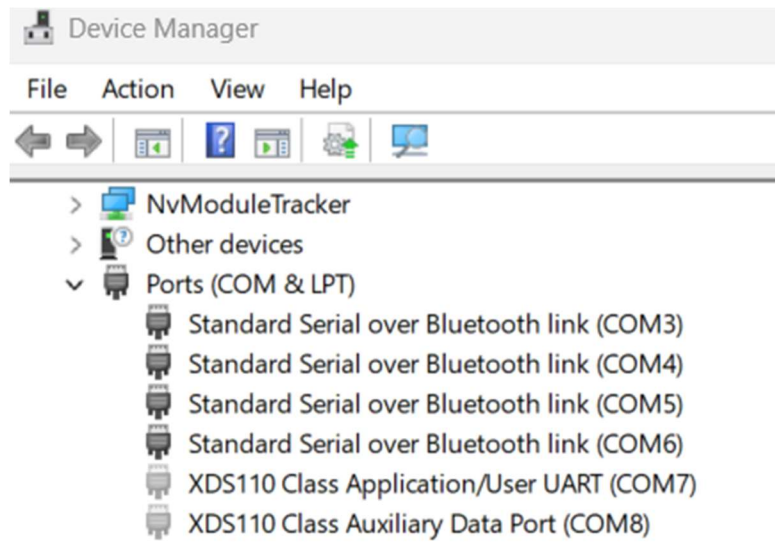 Device Manager
File Action View Help
NvModuleTracker
Other devices
Ports (COM & LPT)
Standard Serial over Bluetooth link (COM3)
Standard Serial over Bluetooth link (COM4)
Standard Serial over Bluetooth link (COM5)
Standard Serial over Bluetooth link (COM6)
XDS110 Class Application/User UART (COM7)
XDS110 Class Auxiliary Data Port (COM8)